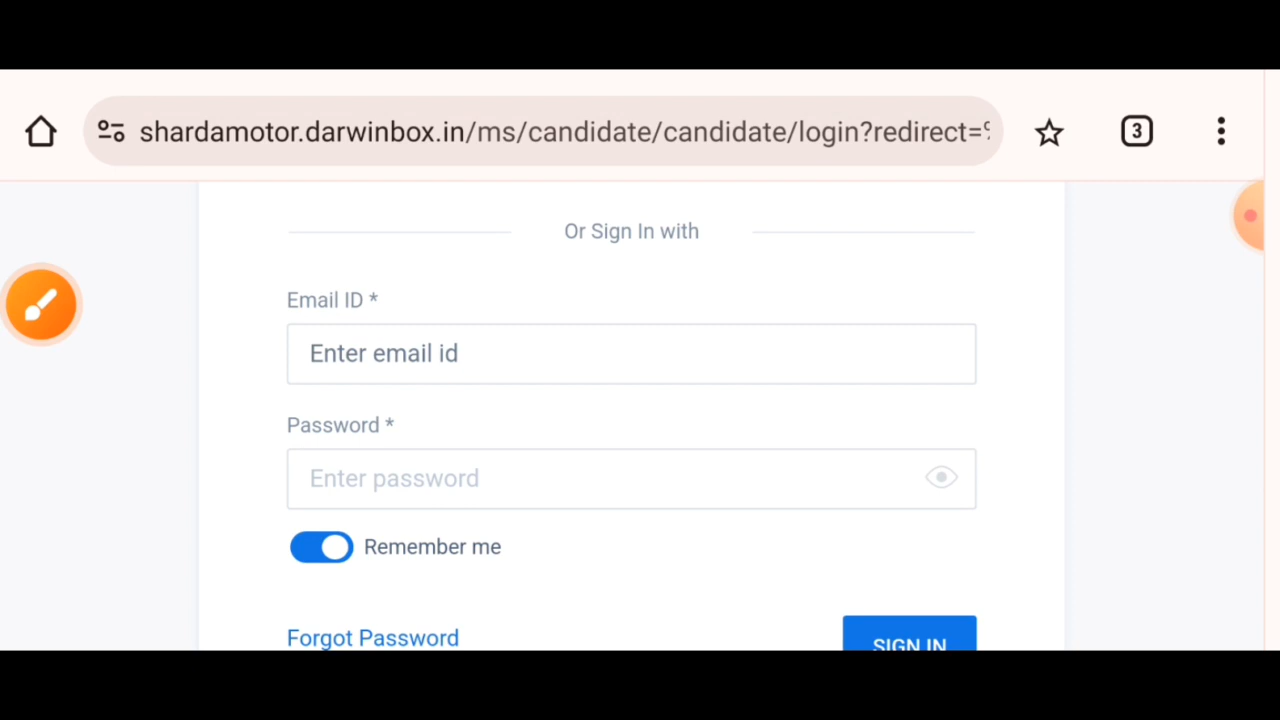 shardamotor.darwinbox.in/ms/candidate/candidate/login?redirect=%
3
Or Sign In with
Email ID *
Enter email id
Password *
Enter password
Remember me
Forgot Password
SIGN IN